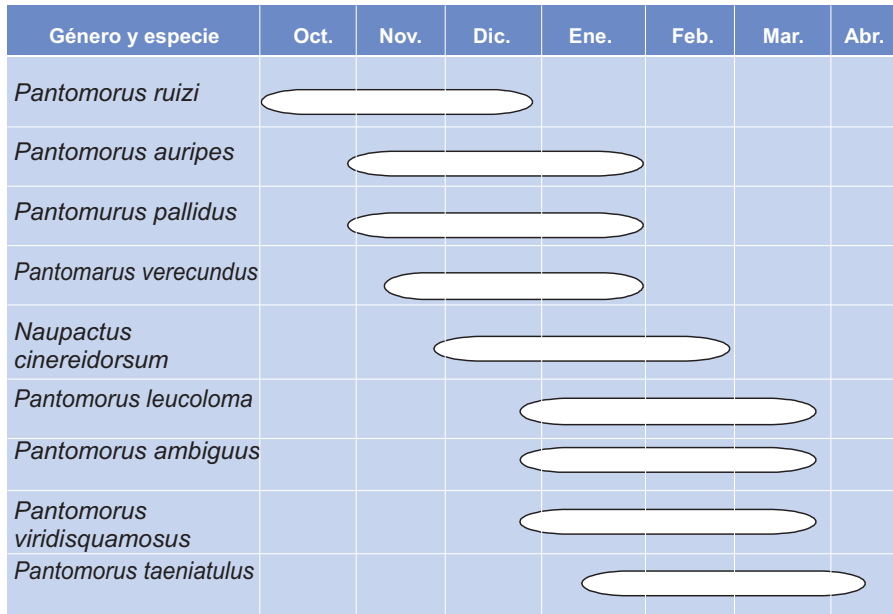 Género y especie Oct. Nov. Dic. Ene. Feb. Mar. Abr.
Pantomorus ruizi
Pantomorus auripes
Pantomurus pallidus
Pantomarus verecundus
Naupactus
cinereidorsum
Pantomorus leucoloma
Pantomorus ambiguus
Pantomorus
viridisquamosus
Pantomorus taeniatulus